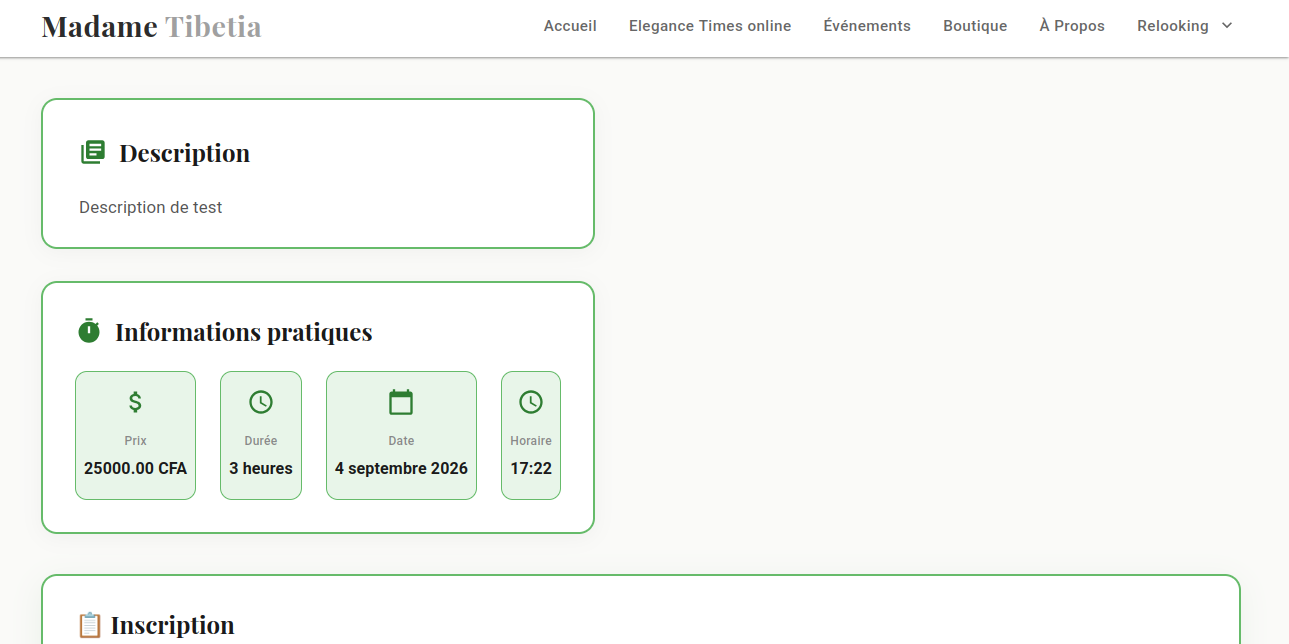 Madame Tibetia
Accueil Elegance Times online Événements Boutique À Propos Relooking
Description
Description de test
Informations pratiques
Prix
25000.00 CFA
Durée
3 heures
Date
4 septembre 2026
Horaire
17:22
Inscription